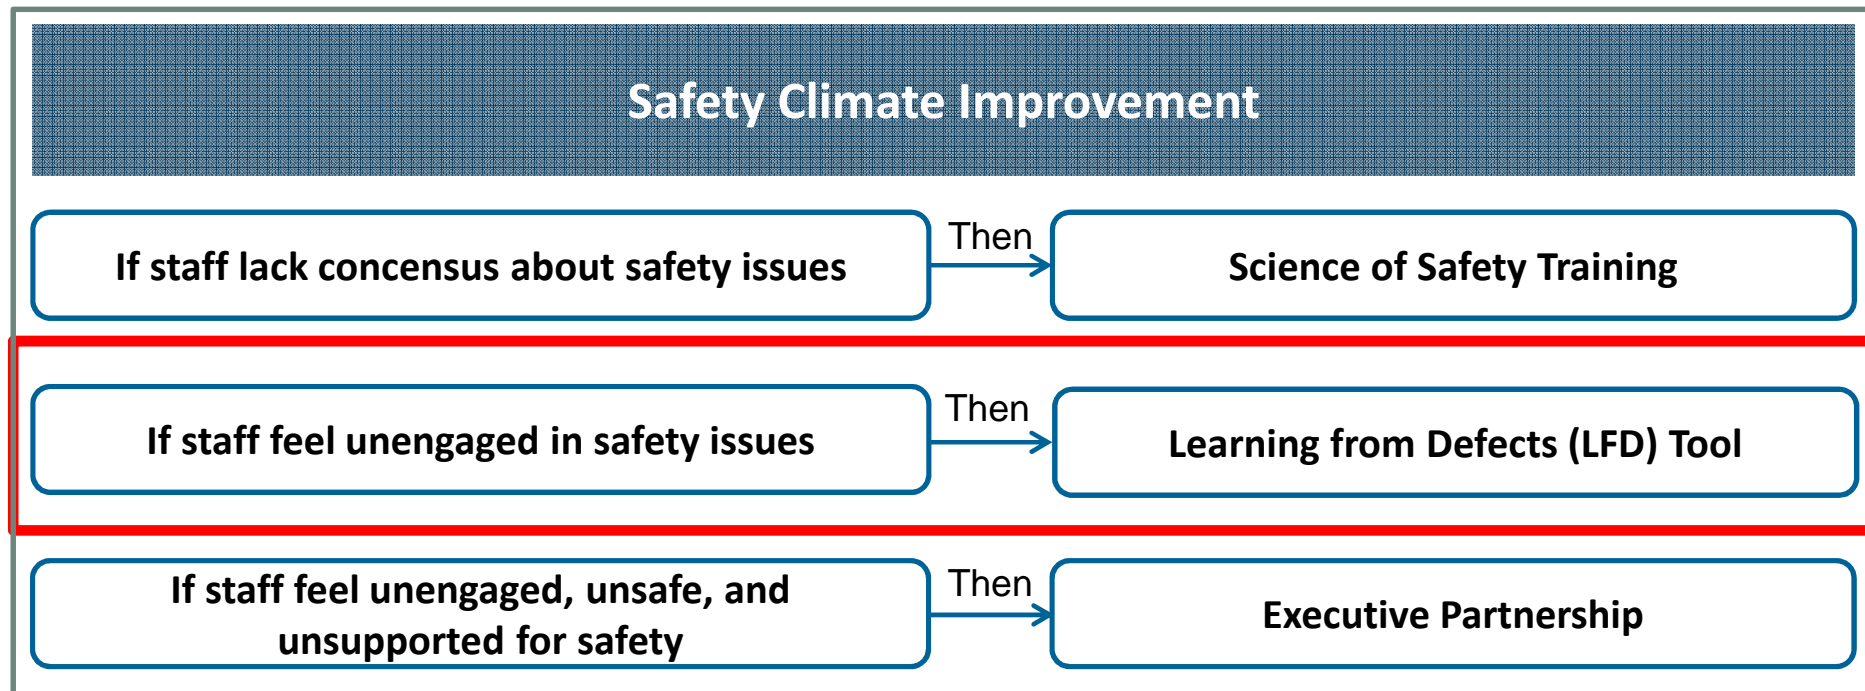 Safety Climate Improvement
If staff lack concensus about safety issues
Then
Science of Safety Training
If staff feel unengaged in safety issues
Then
Learning from Defects (LFD) Tool
If staff feel unengaged, unsafe, and
unsupported for safety
Then
Executive Partnership